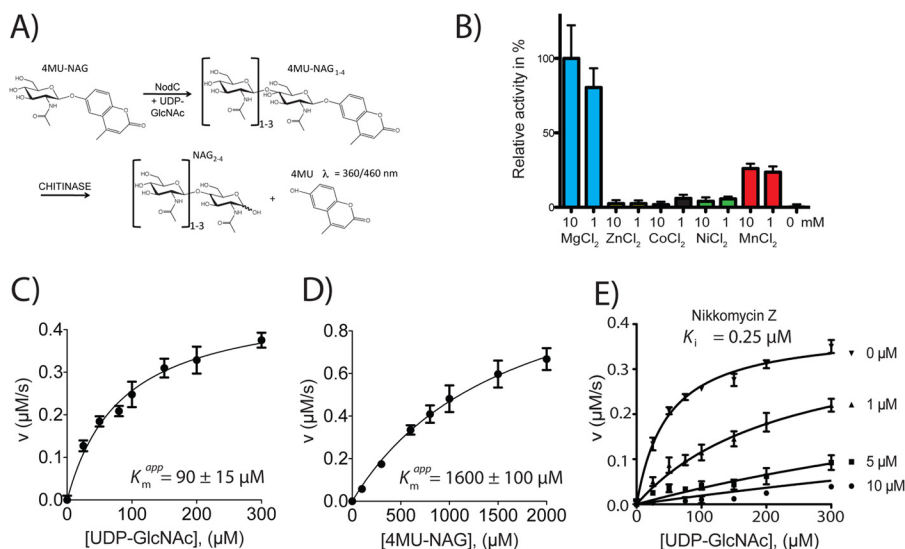 A)
4MU-NAG
NodC
+ UDP-
GlcNAc
4MU-NAG1-4
1-3
CHITINASE
NAG2-4
1-3
+
4MU λ = 360/460 nm
B)
Relative activity in %
100
50
0
10 1 10 1 10 1 10 1 10 1 0 mM
MgCl2 ZnCl2 CoCl2 NiCl2 MnCl2
C)
v (μM/s)
0.4
0.3
0.2
0.1
0.0
0 100 200 300
[UDP-GlcNAc], (μM)
Km app = 90 ± 15 μM
D)
v (μM/s)
0.8
0.6
0.4
0.2
0.0
0 500 1000 1500 2000
[4MU-NAG], (μM)
Km app = 1600 ± 100 μM
E)
Nikkomycin Z
Ki = 0.25 μM
v (μM/s)
0.4
0.3
0.2
0.1
0.0
0 100 200 300
[UDP-GlcNAc], (μM)
0 μM
1 μM
5 μM
10 μM